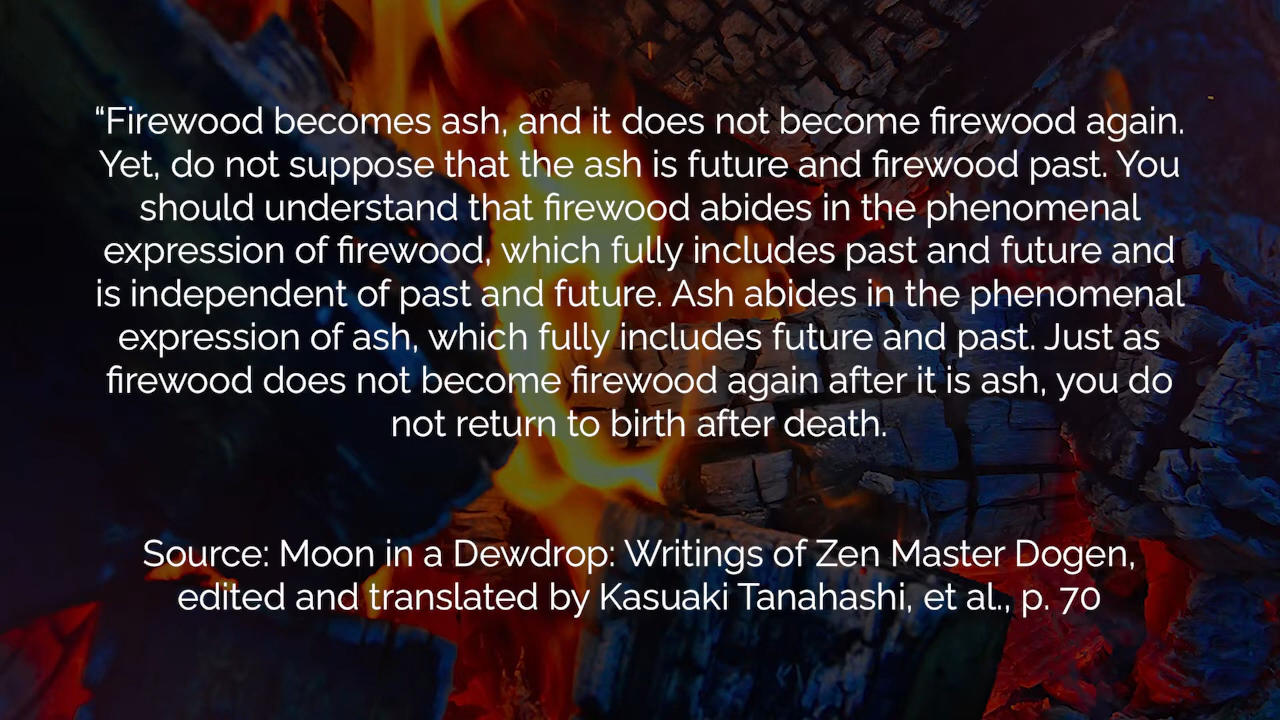 “Firewood becomes ash, and it does not become firewood again.
Yet, do not suppose that the ash is future and firewood past. You
should understand that firewood abides in the phenomenal
expression of firewood, which fully includes past and future and
is independent of past and future. Ash abides in the phenomenal
expression of ash, which fully includes future and past. Just as
firewood does not become firewood again after it is ash, you do
not return to birth after death.
Source: Moon in a Dewdrop: Writings of Zen Master Dogen,
edited and translated by Kasuaki Tanahashi, et al., p. 70